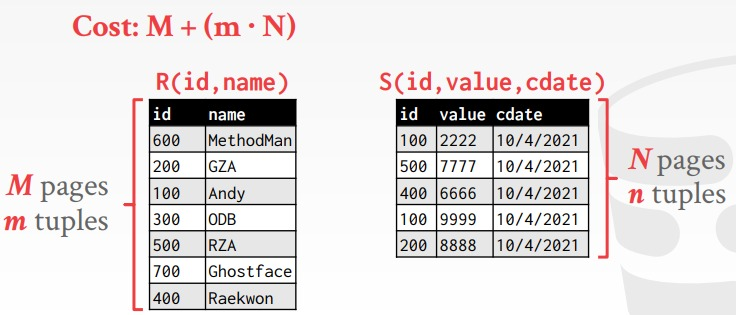 Cost: M + (m · N)
R(id,name)
id name
600 MethodMan
200 GZA
100 Andy
300 ODB
500 RZA
700 Ghostface
400 Raekwon
M pages
m tuples
S(id,value,cdate)
id value cdate
100 2222 10/4/2021
500 7777 10/4/2021
400 6666 10/4/2021
100 9999 10/4/2021
200 8888 10/4/2021
N pages
n tuples